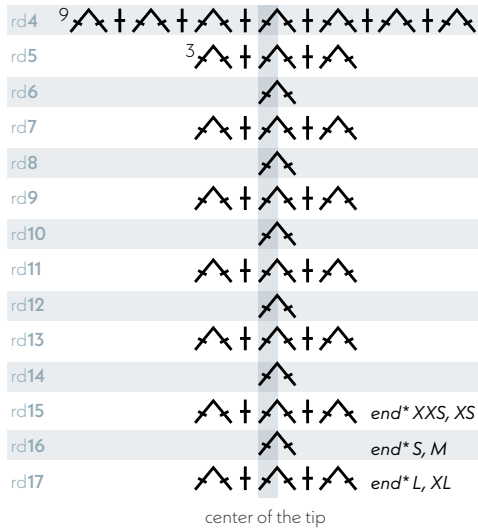 rd4 9
rd5 3
rd6
rd7
rd8
rd9
rd10
rd11
rd12
rd13
rd14
rd15 end* XXS, XS
rd16 end* S, M
rd17 end* L, XL
center of the tip